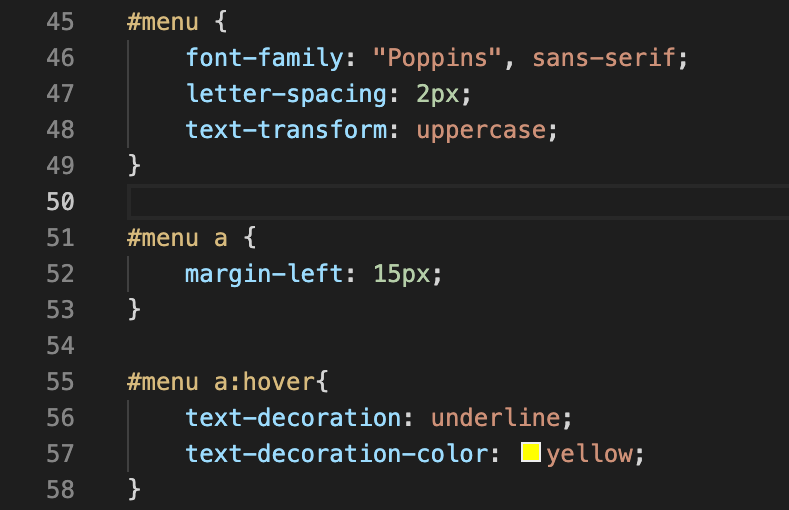 45 #menu {
46 font-family: "Poppins", sans-serif;
47 letter-spacing: 2px;
48 text-transform: uppercase;
49 }
50
51 #menu a {
52 margin-left: 15px;
53 }
54
55 #menu a:hover{
56 text-decoration: underline;
57 text-decoration-color: yellow;
58 }